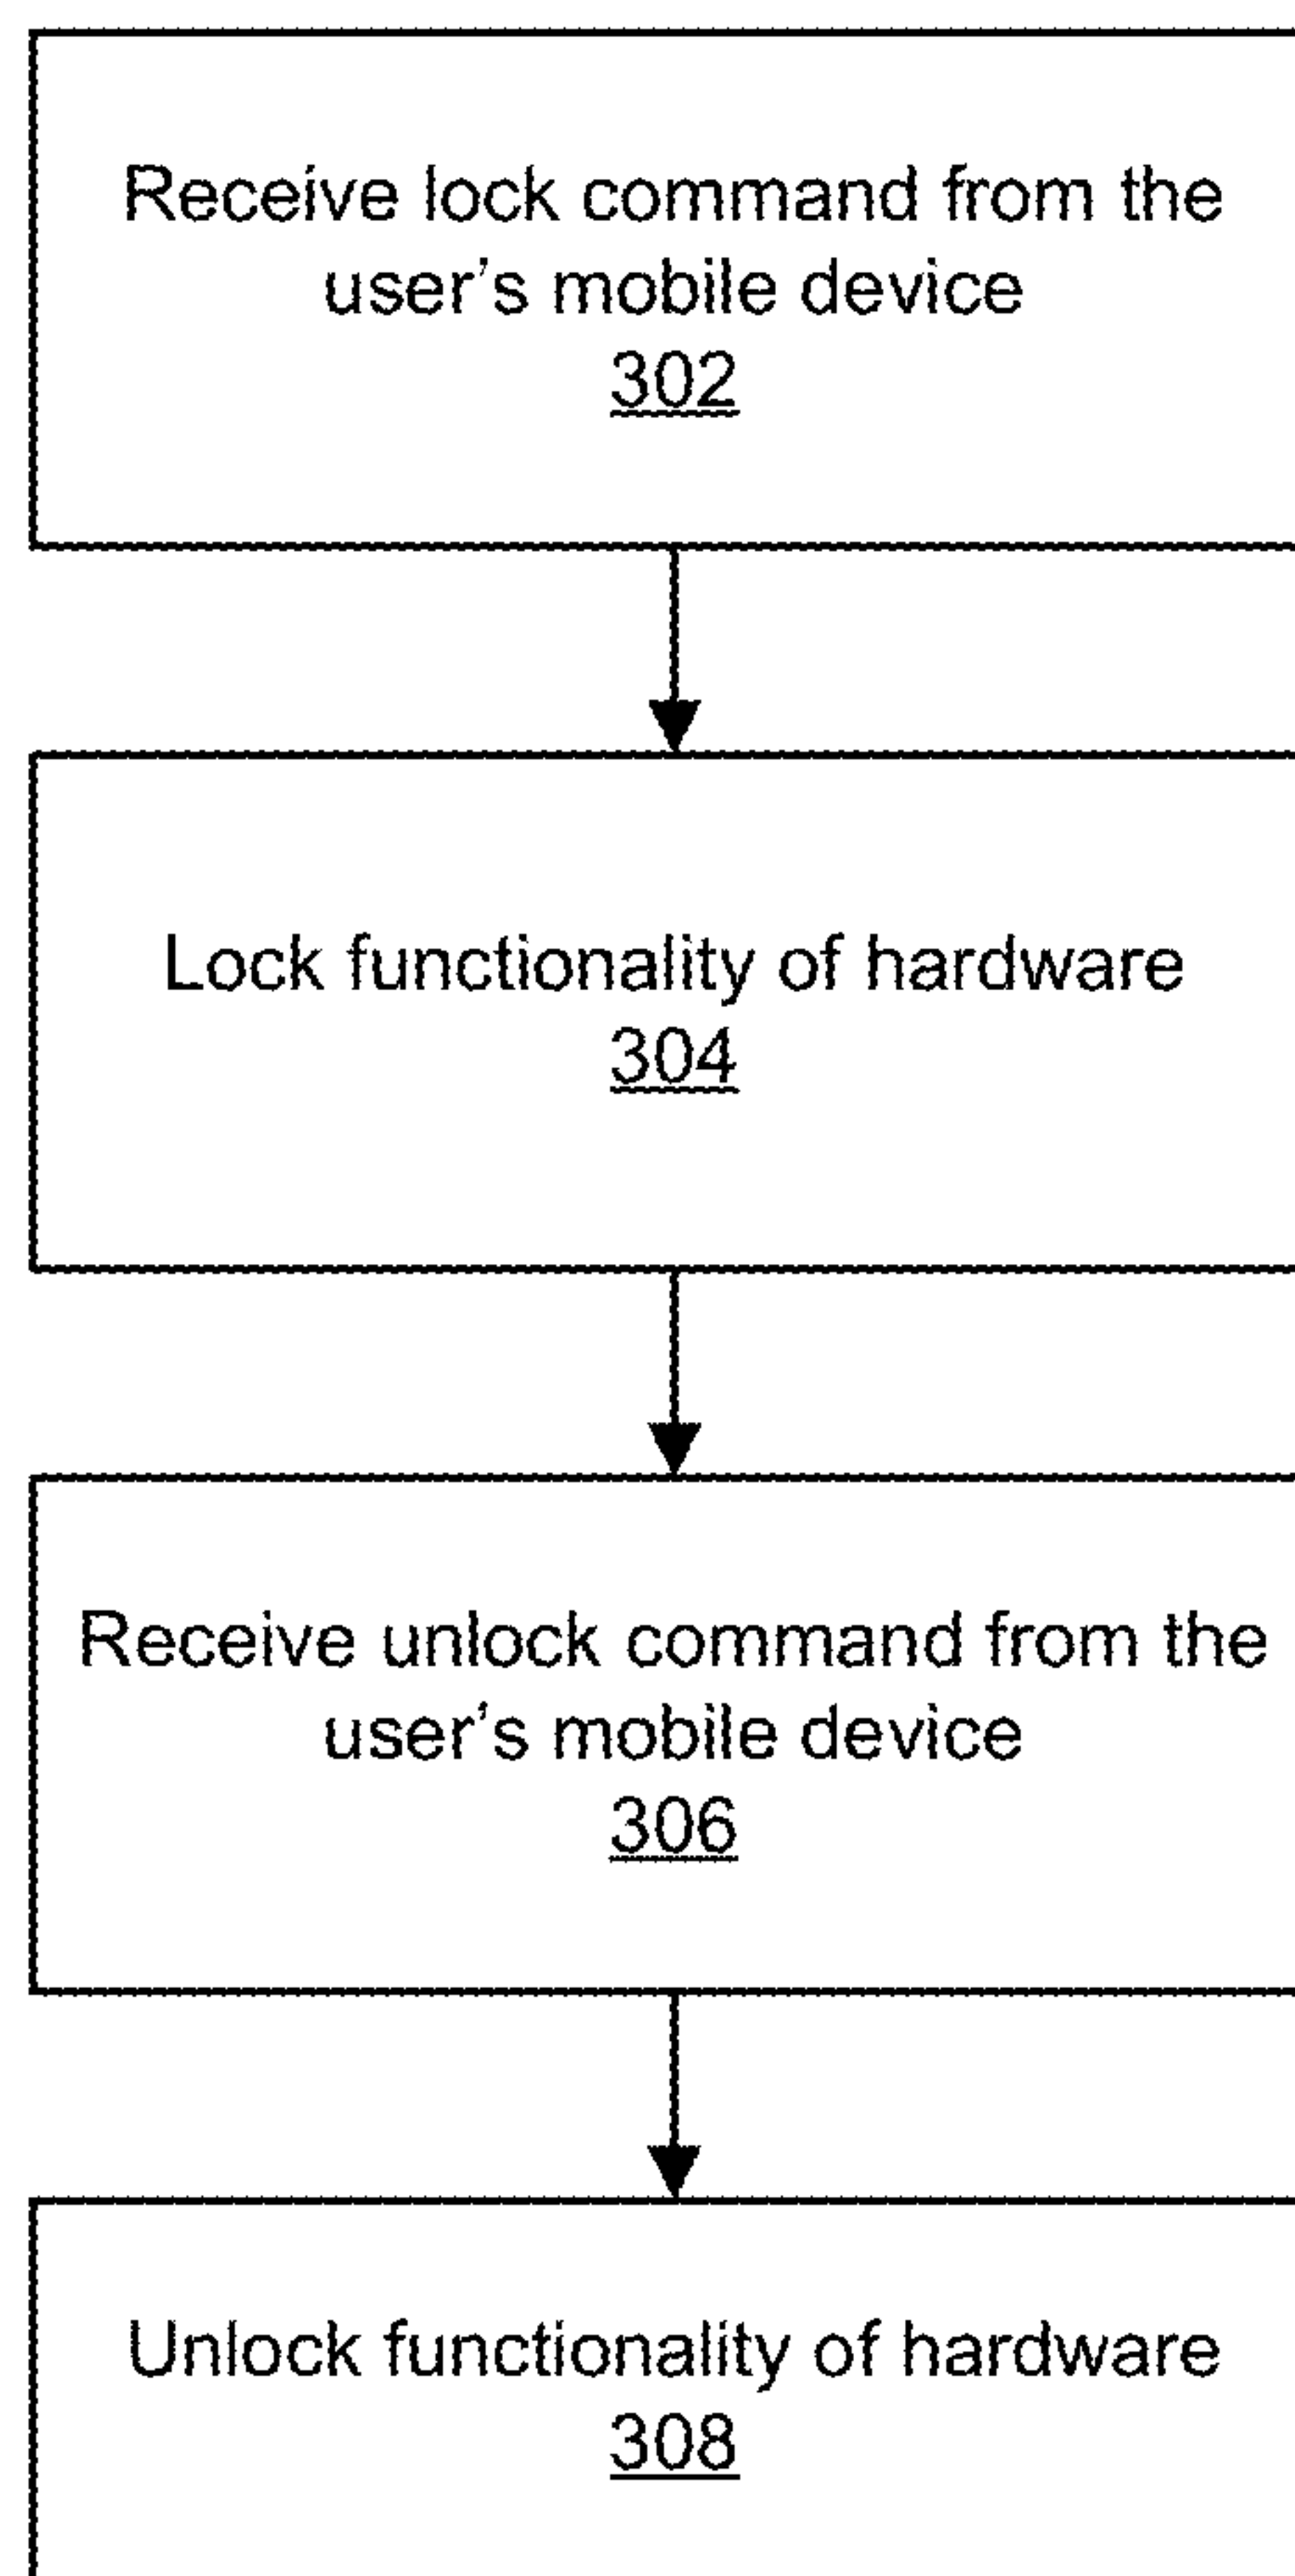 Receive lock command from the
user's mobile device
302
Lock functionality of hardware
304
Receive unlock command from the
user's mobile device
306
Unlock functionality of hardware
308